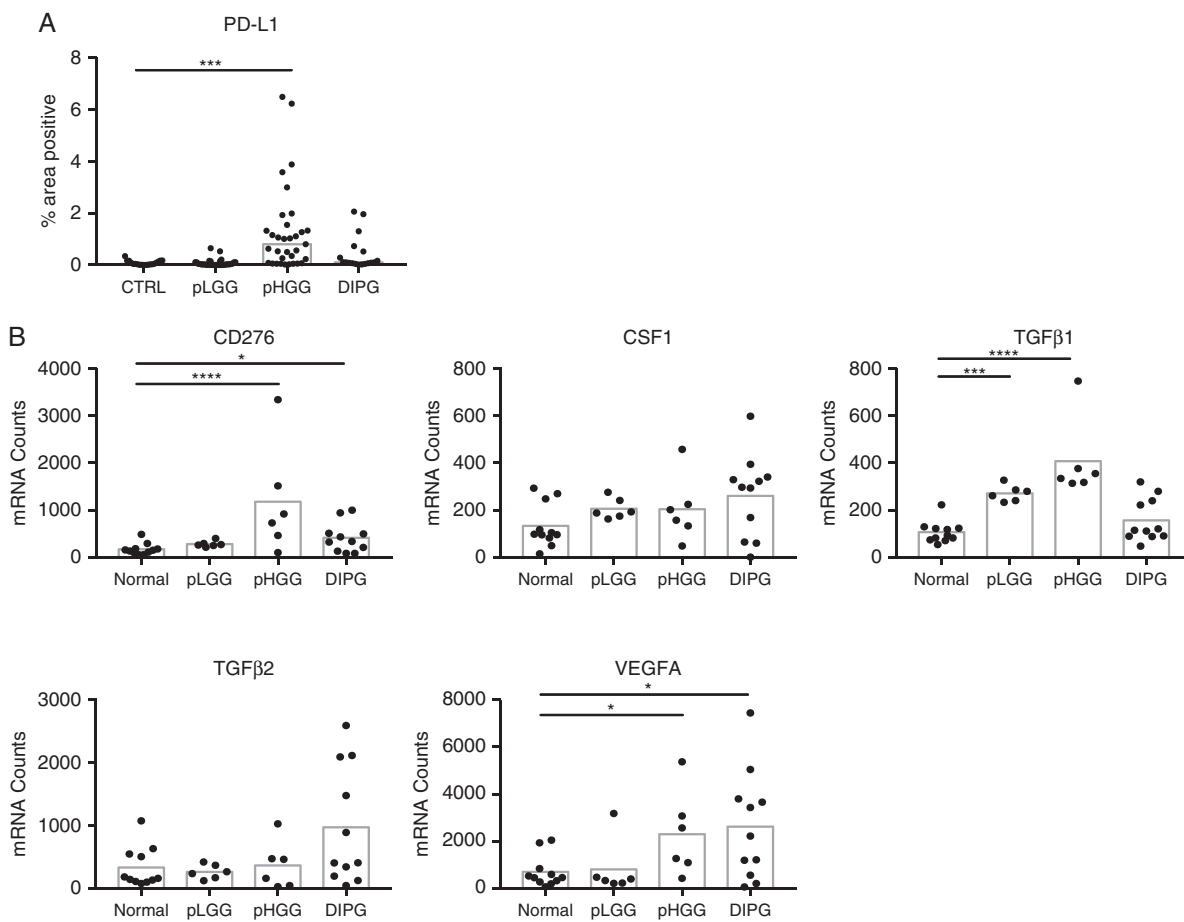 A
PD-L1
8
***
6
4
2
0
% area positive
CTRL pLGG pHGG DIPG
B
CD276
*
****
4000
3000
2000
1000
0
mRNA Counts
Normal pLGG pHGG DIPG
CSF1
800
600
400
200
0
mRNA Counts
Normal pLGG pHGG DIPG
TGFβ1
****
***
800
600
400
200
0
mRNA Counts
Normal pLGG pHGG DIPG
TGFβ2
3000
2000
1000
0
mRNA Counts
Normal pLGG pHGG DIPG
VEGFA
*
*
8000
6000
4000
2000
0
mRNA Counts
Normal pLGG pHGG DIPG